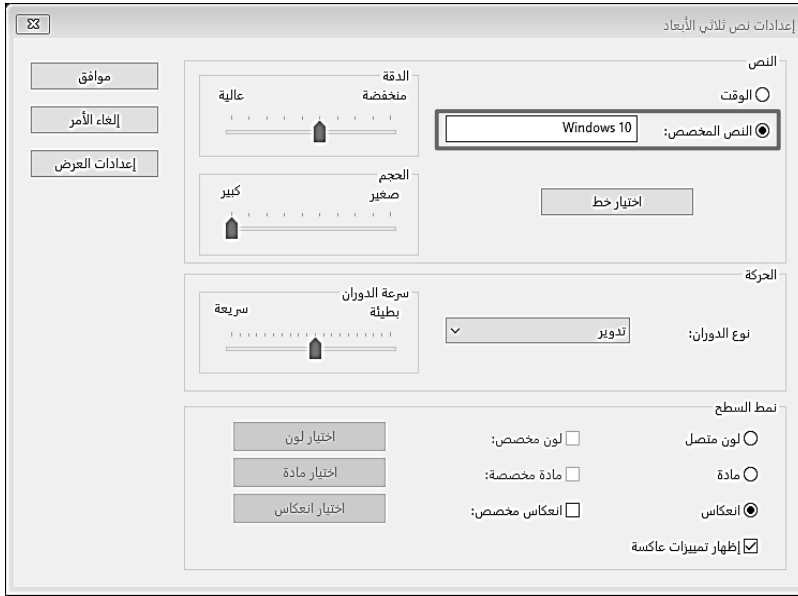 إعدادات نص ثلاثي الأبعاد
النص
الوقت
النص المخصص: Windows 10
اختيار خط
الدقة
منخفضة عالية
الحجم
صغير كبير
موافق
إلغاء الأمر
إعدادات العرض
الحركة
نوع الدوران: تدوير
سرعة الدوران
بطيئة سريعة
نمط السطح
لون متصل لون مخصص: اختيار لون
مادة مادة مخصصة: اختيار مادة
انعكاس انعكاس مخصص: اختيار انعكاس
إظهار تمييزات عاكسة